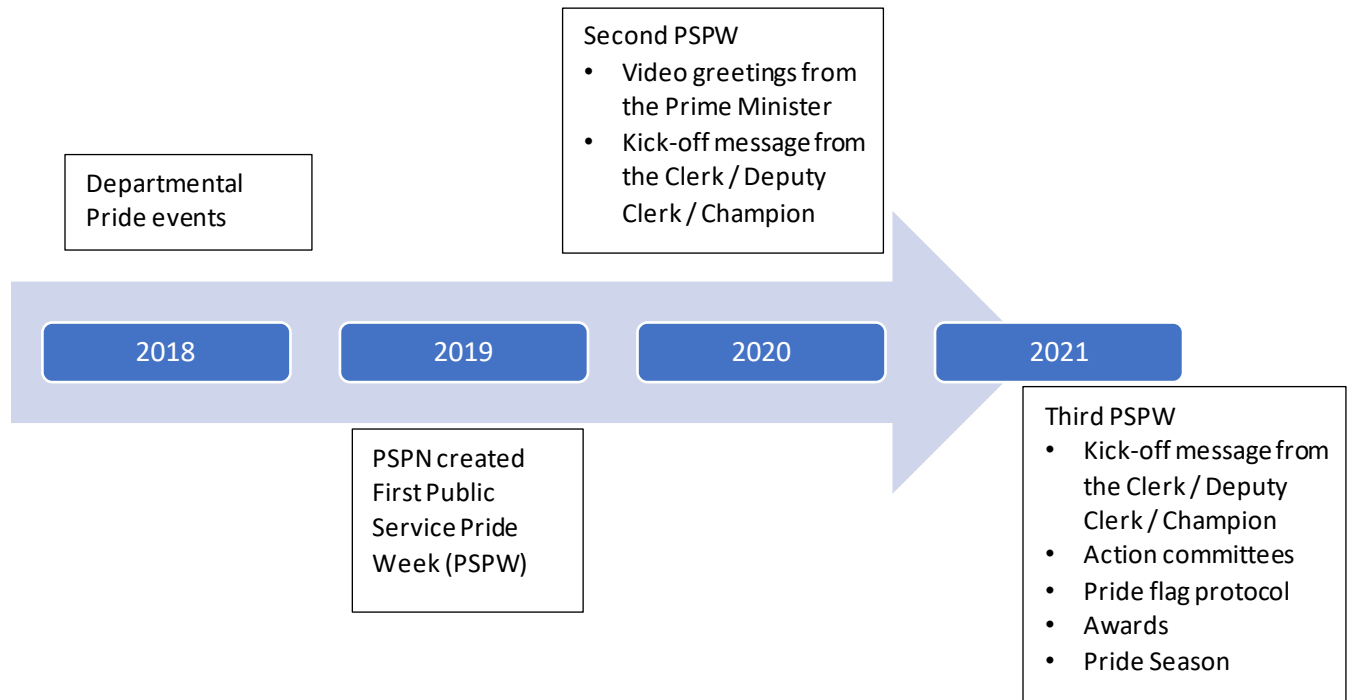 Second PSPW
• Video greetings from
the Prime Minister
• Kick-off message from
the Clerk / Deputy
Clerk / Champion
Departmental
Pride events
2018
2019
2020
2021
PSPN created
First Public
Service Pride
Week (PSPW)
Third PSPW
• Kick-off message from
the Clerk / Deputy
Clerk / Champion
• Action committees
• Pride flag protocol
• Awards
• Pride Season